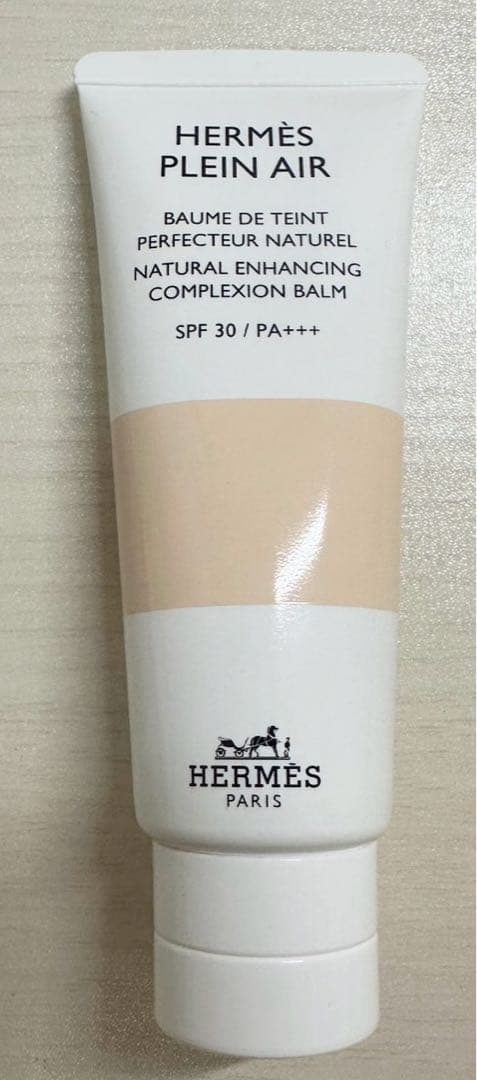 HERMÈS
PLEIN AIR
BAUME DE TEINT
PERFECTEUR NATUREL
NATURAL ENHANCING
COMPLEXION BALM
SPF 30 / PA+++
HERMÈS
PARIS